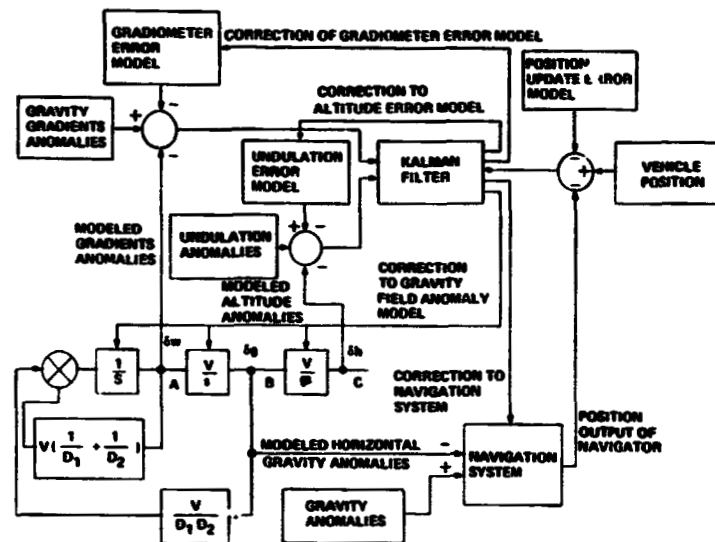 GRADIOMETER
ERROR
MODEL
CORRECTION OF GRADIOMETER ERROR MODEL
POSITION
UPDATE
MODEL
CORRECTION TO
ALTITUDE ERROR MODEL
GRAVITY
GRADIENTS
ANOMALIES
+
−
−
UNDULATION
ERROR
MODEL
KALMAN
FILTER
−
+
−
VEHICLE
POSITION
MODELED
GRADIENTS
ANOMALIES
UNDULATION
ANOMALIES
+
−
−
MODELED
ALTITUDE
ANOMALIES
CORRECTION
TO GRAVITY
FIELD ANOMALY
MODEL
δw
δg
δh
1/S
A
V/s
B
V
C
CORRECTION TO
NAVIGATION
SYSTEM
POSITION
OUTPUT OF
NAVIGATOR
V(1/D₁ + 1/D₂)
MODELED HORIZONTAL
GRAVITY ANOMALIES
−
+
NAVIGATION
SYSTEM
V/D₁ D₂
GRAVITY
ANOMALIES